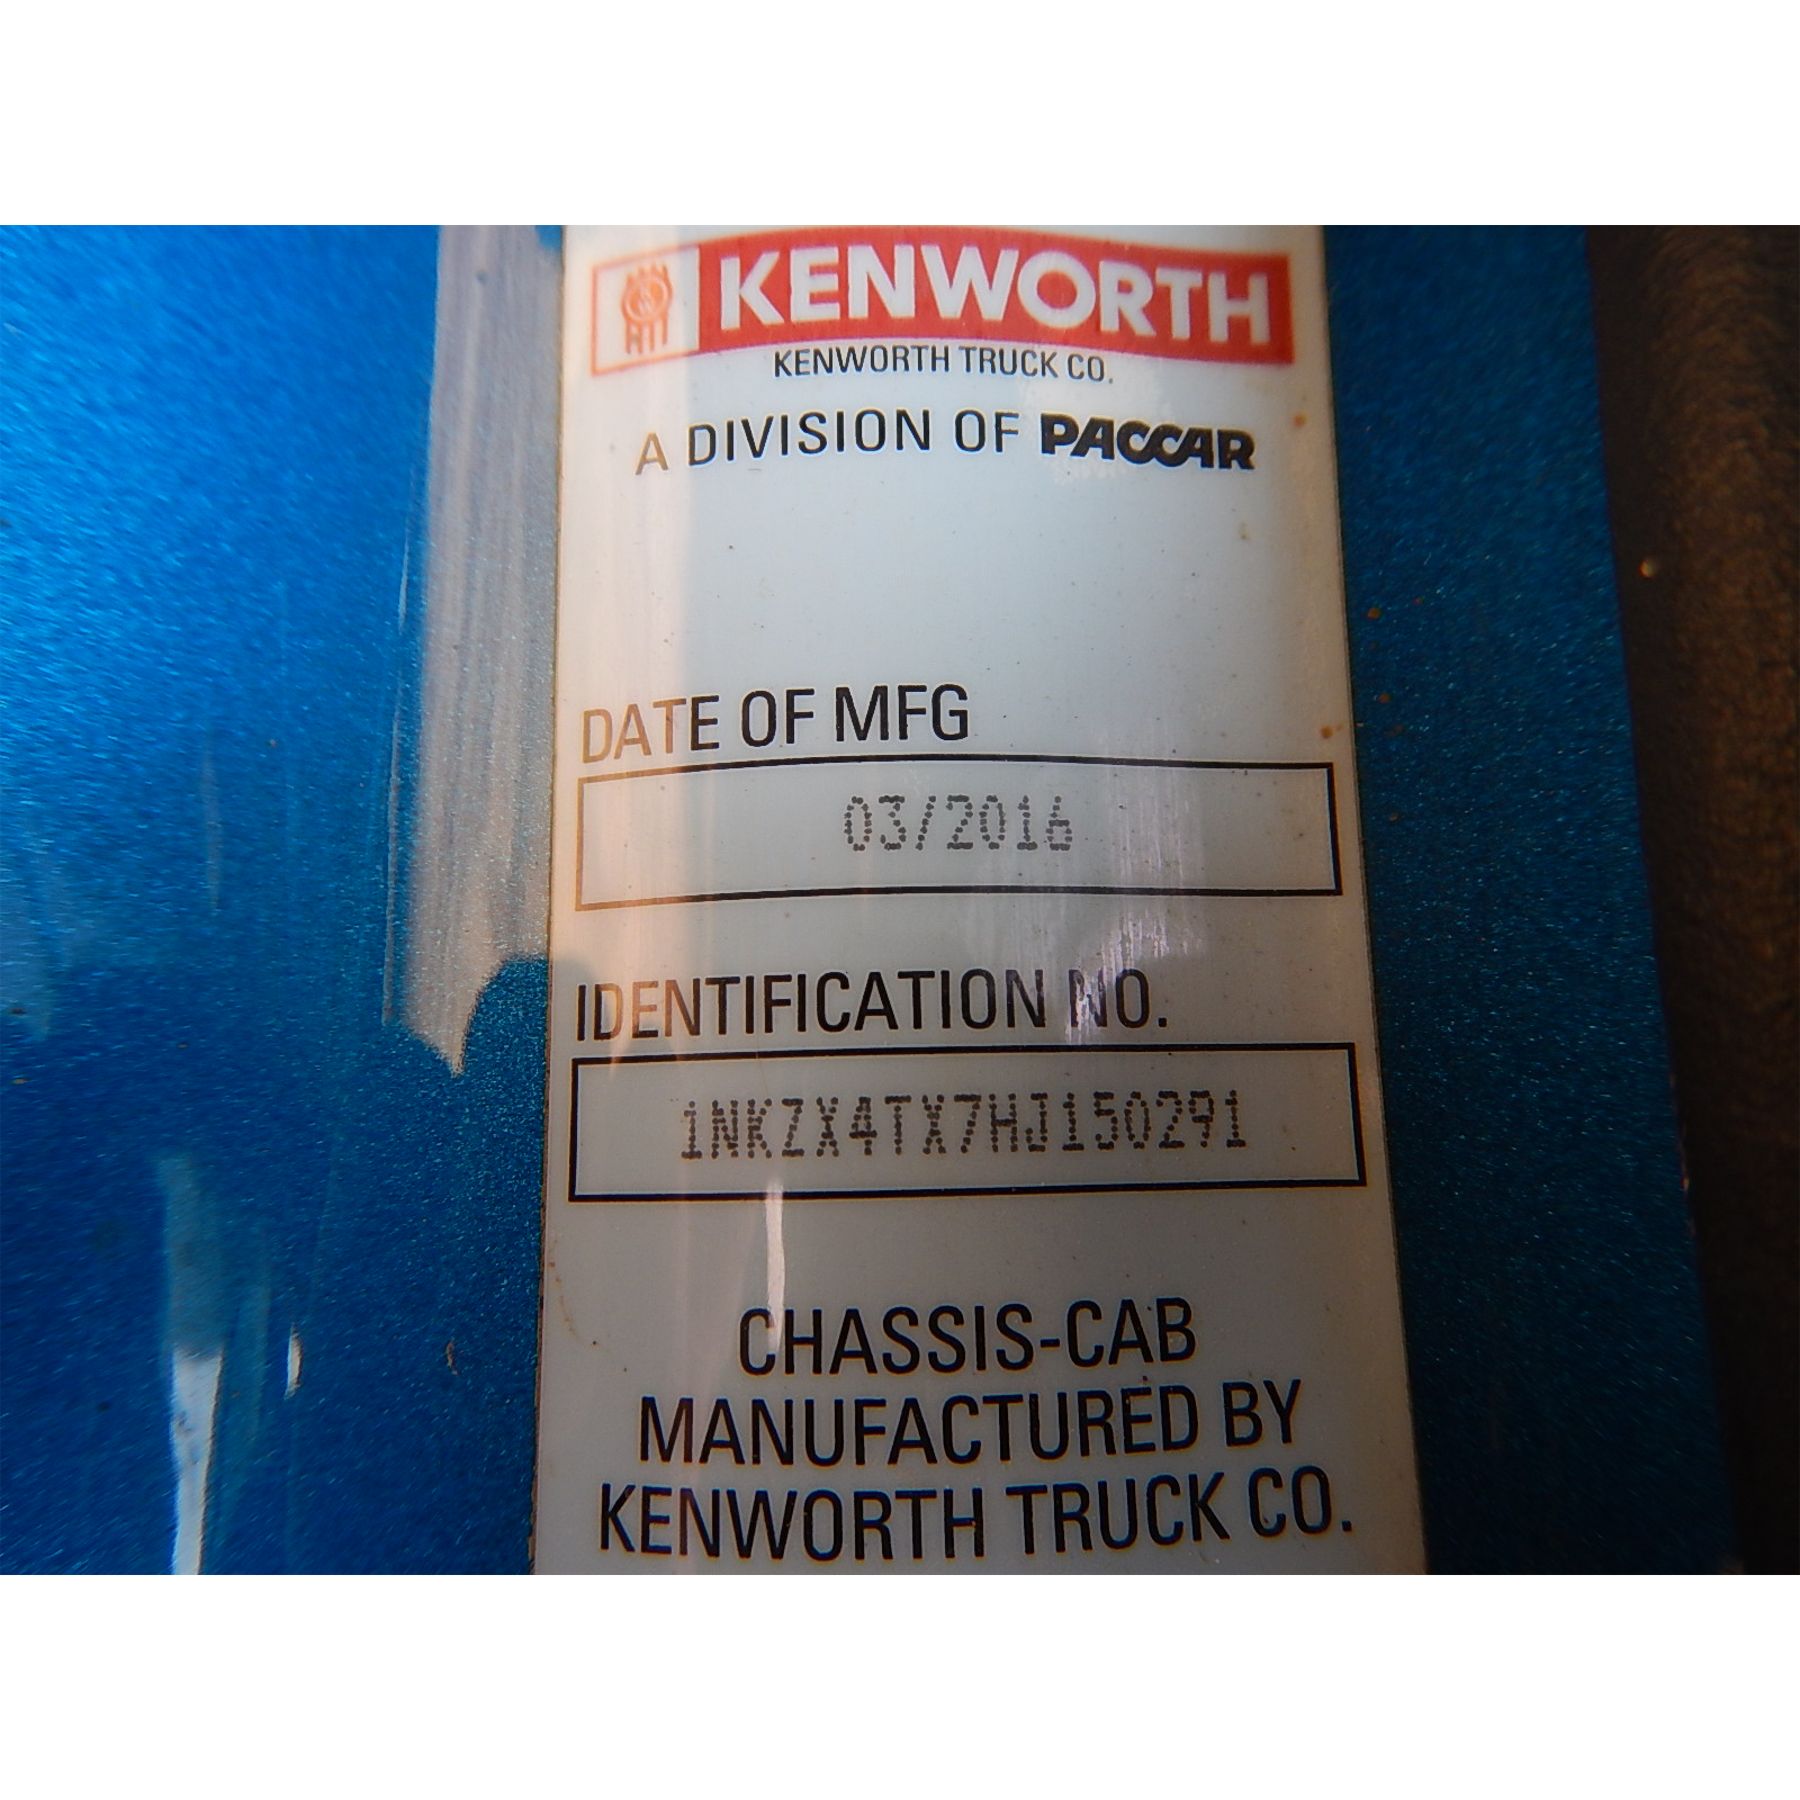 KENWORTH
KENWORTH TRUCK CO.
A DIVISION OF PACCAR
DATE OF MFG
03/2016
IDENTIFICATION NO.
1NKZX4TX7HJ150291
CHASSIS-CAB
MANUFACTURED BY
KENWORTH TRUCK CO.